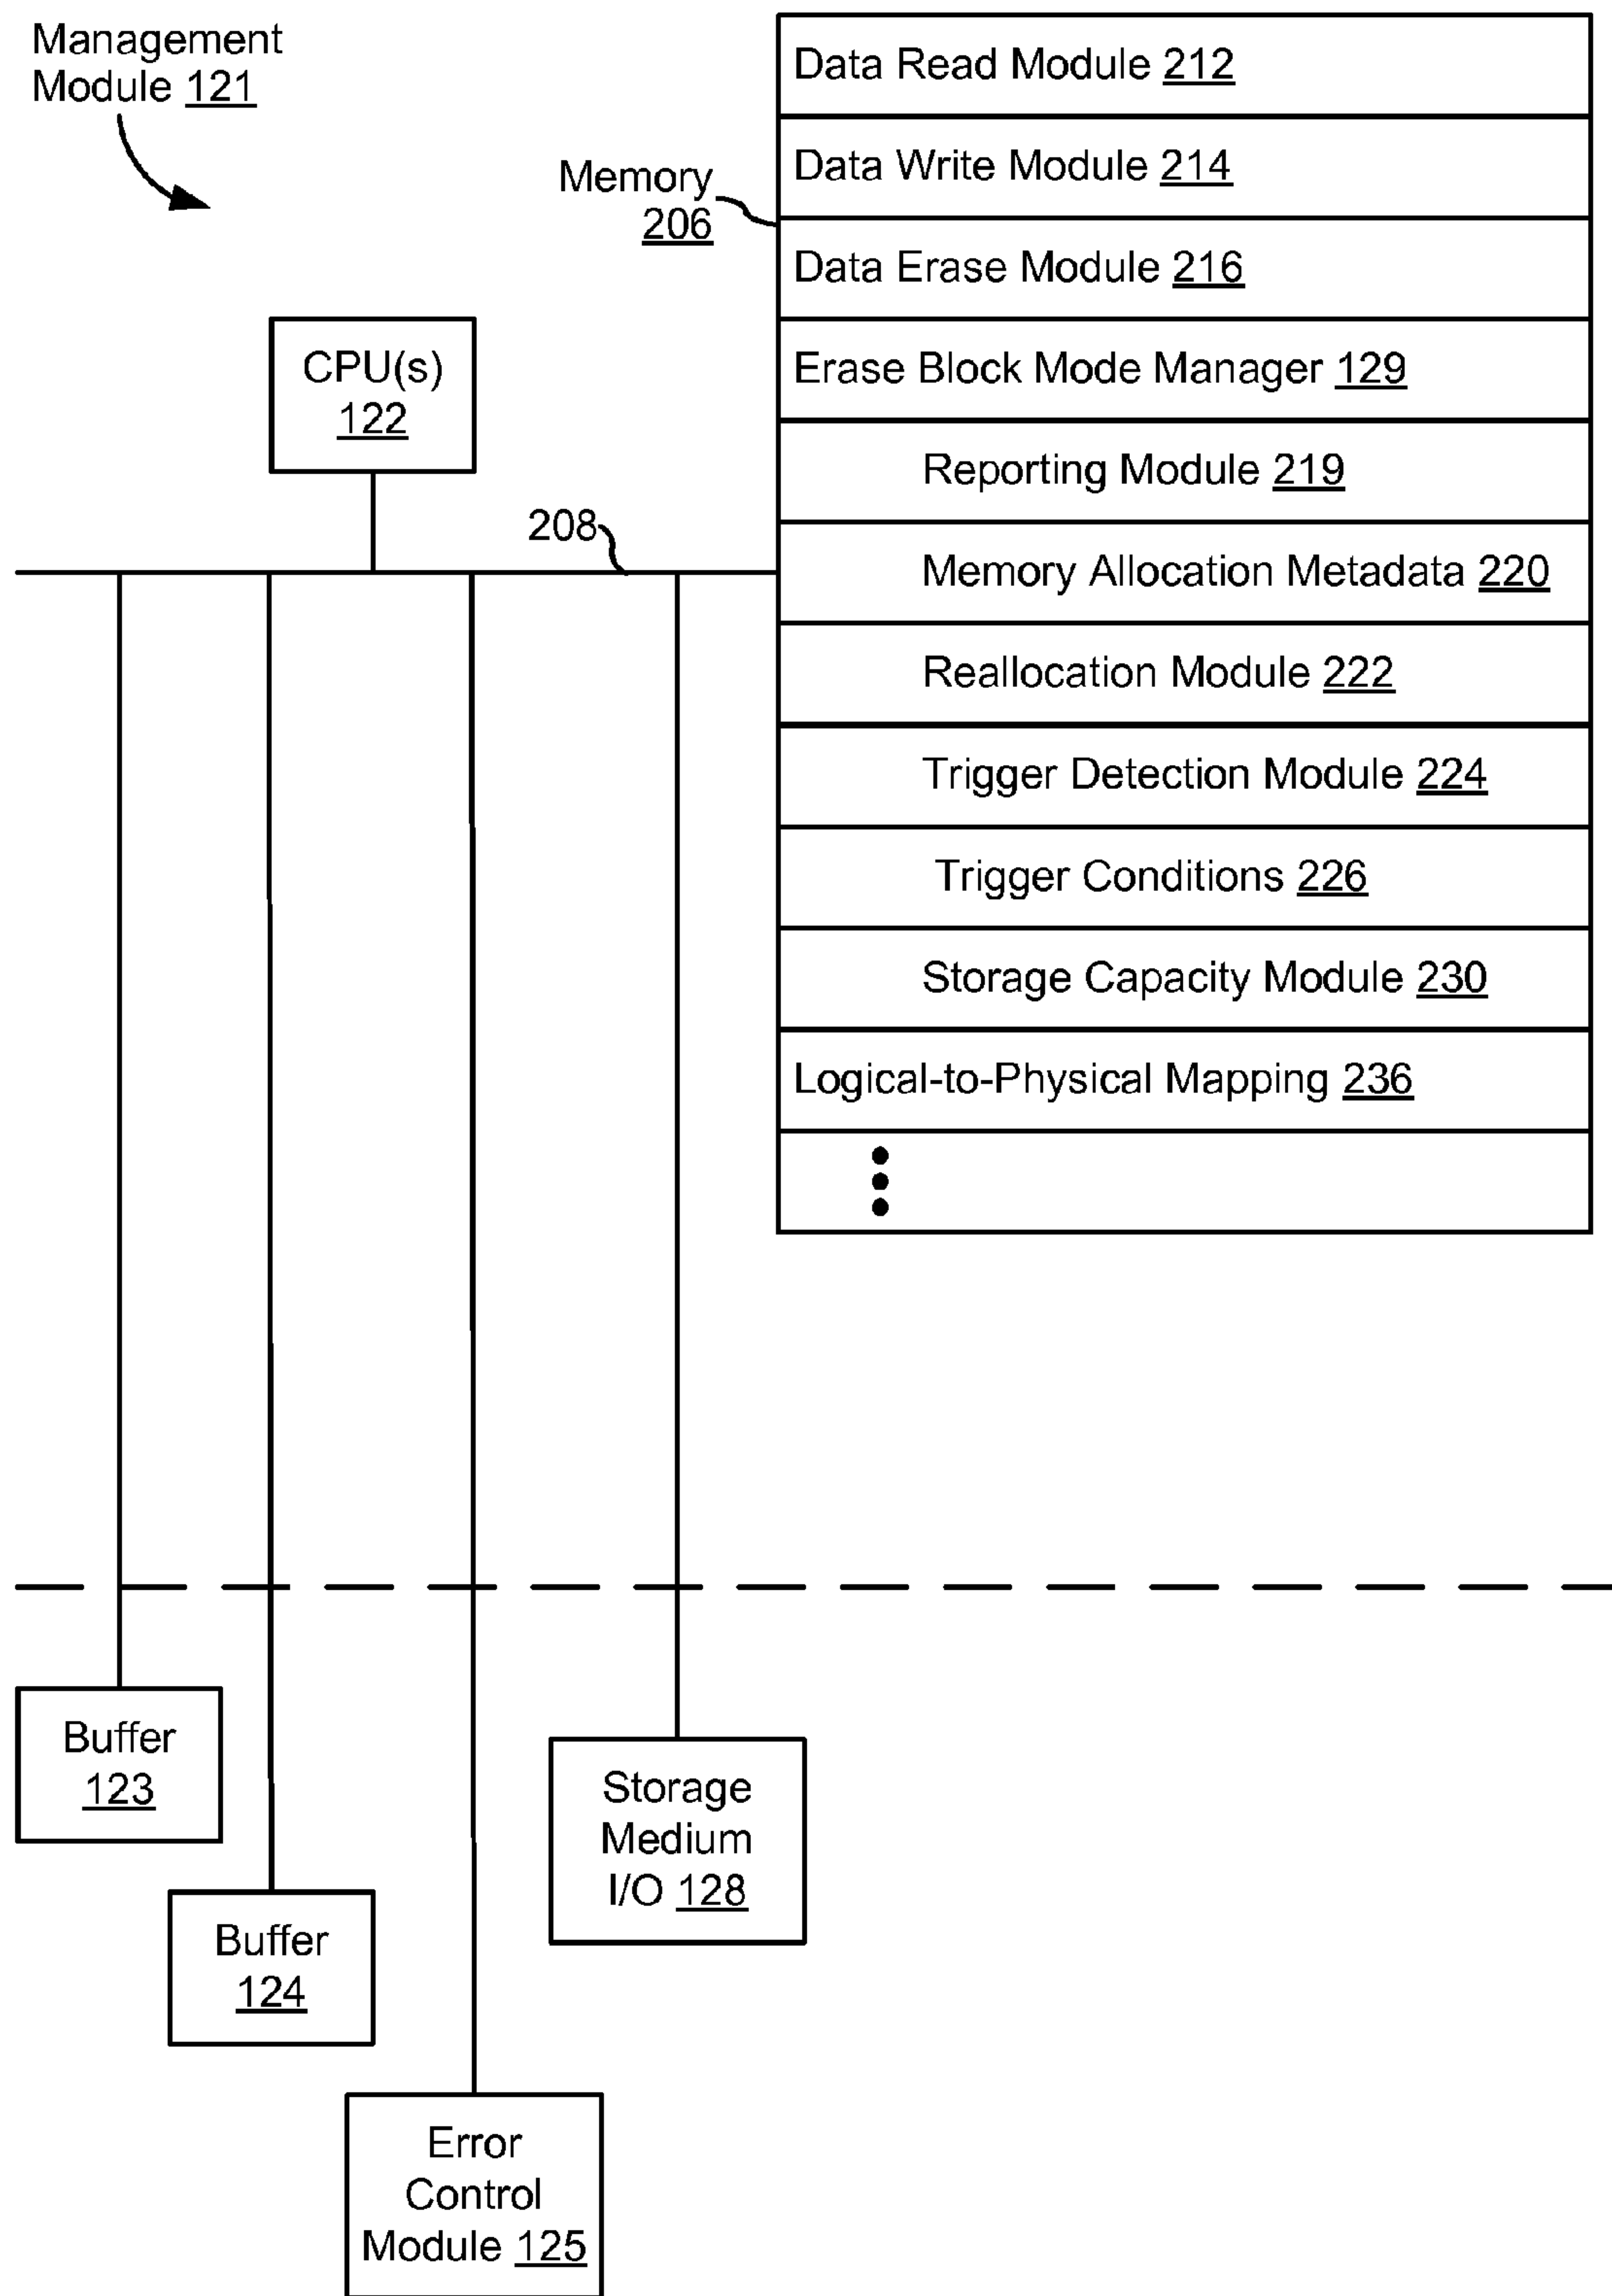 Management
Module 121
Memory
206
CPU(s)
122
208
Data Read Module 212
Data Write Module 214
Data Erase Module 216
Erase Block Mode Manager 129
Reporting Module 219
Memory Allocation Metadata 220
Reallocation Module 222
Trigger Detection Module 224
Trigger Conditions 226
Storage Capacity Module 230
Logical-to-Physical Mapping 236
Buffer
123
Buffer
124
Storage
Medium
I/O 128
Error
Control
Module 125